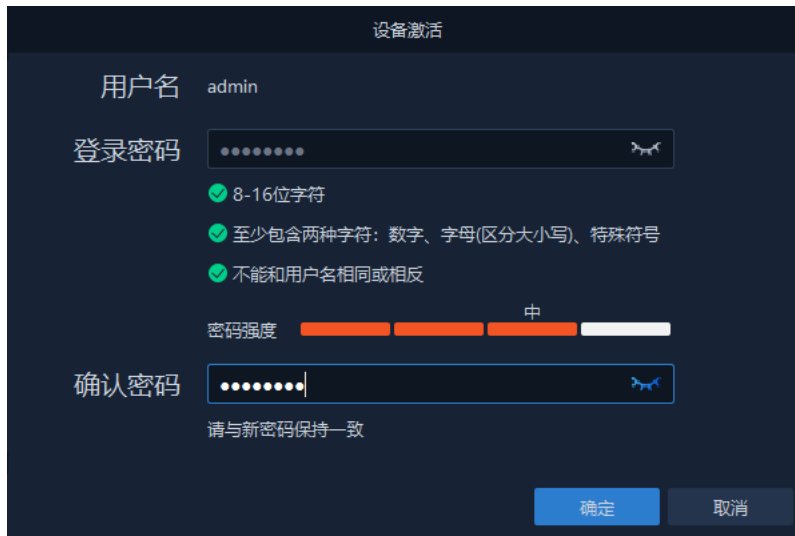 设备激活
用户名 admin
登录密码 ●●●●●●●●
8-16位字符
至少包含两种字符：数字、字母(区分大小写)、特殊符号
不能和用户名相同或相反
中
密码强度
确认密码 ●●●●●●●●
请与新密码保持一致
确定 取消